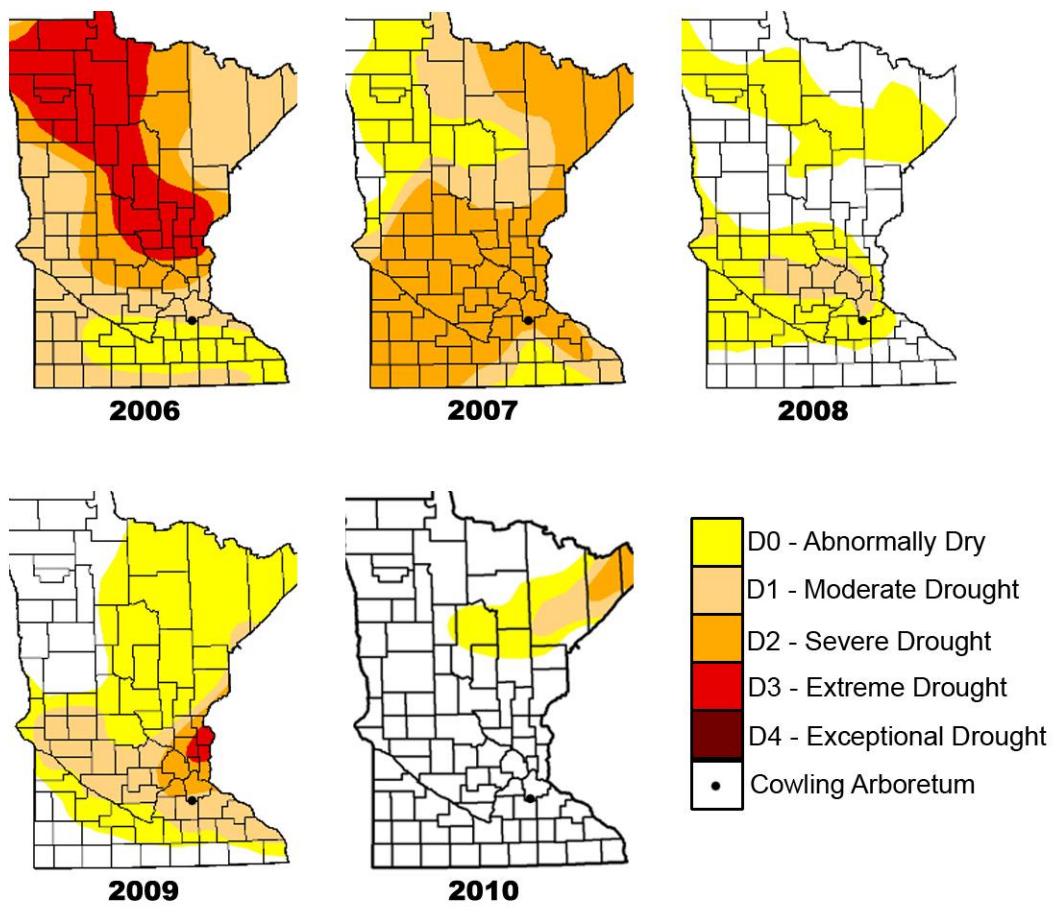 2006
2007
2008
2009
2010
D0 - Abnormally Dry
D1 - Moderate Drought
D2 - Severe Drought
D3 - Extreme Drought
D4 - Exceptional Drought
Cowling Arboretum